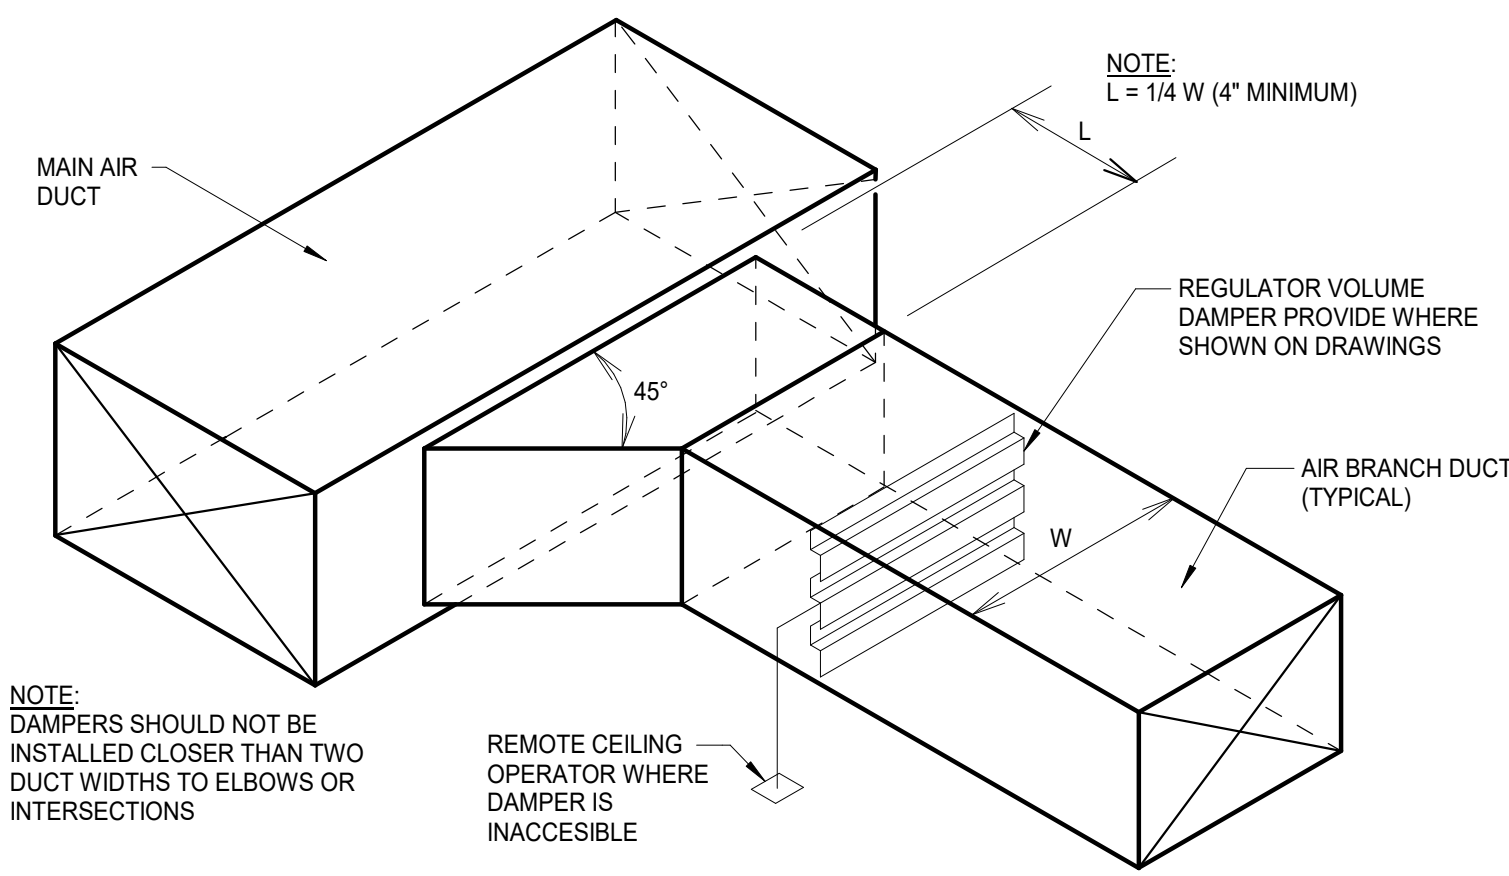 NOTE:
L = 1/4 W (4" MINIMUM)
L
MAIN AIR
DUCT
REGULATOR VOLUME
DAMPER PROVIDE WHERE
SHOWN ON DRAWINGS
45°
AIR BRANCH DUCT
(TYPICAL)
W
NOTE:
DAMPERS SHOULD NOT BE
INSTALLED CLOSER THAN TWO
DUCT WIDTHS TO ELBOWS OR
INTERSECTIONS
REMOTE CEILING
OPERATOR WHERE
DAMPER IS
INACCESIBLE